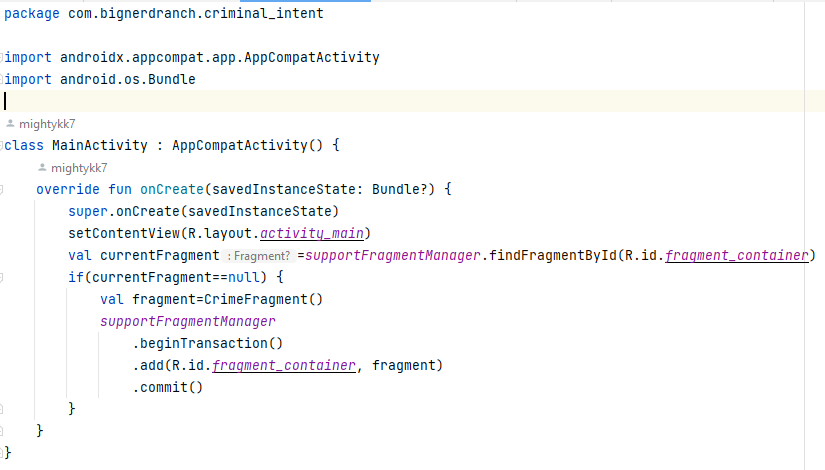 package com.bignerdranch.criminal_intent
import androidx.appcompat.app.AppCompatActivity
import android.os.Bundle
mightykk7
class MainActivity : AppCompatActivity() {
mightykk7
override fun onCreate(savedInstanceState: Bundle?) {
super.onCreate(savedInstanceState)
setContentView(R.layout.activity_main)
val currentFragment : Fragment? =supportFragmentManager.findFragmentById(R.id.fragment_container)
if(currentFragment==null) {
val fragment=CrimeFragment()
supportFragmentManager
.beginTransaction()
.add(R.id.fragment_container, fragment)
.commit()
}
}
}